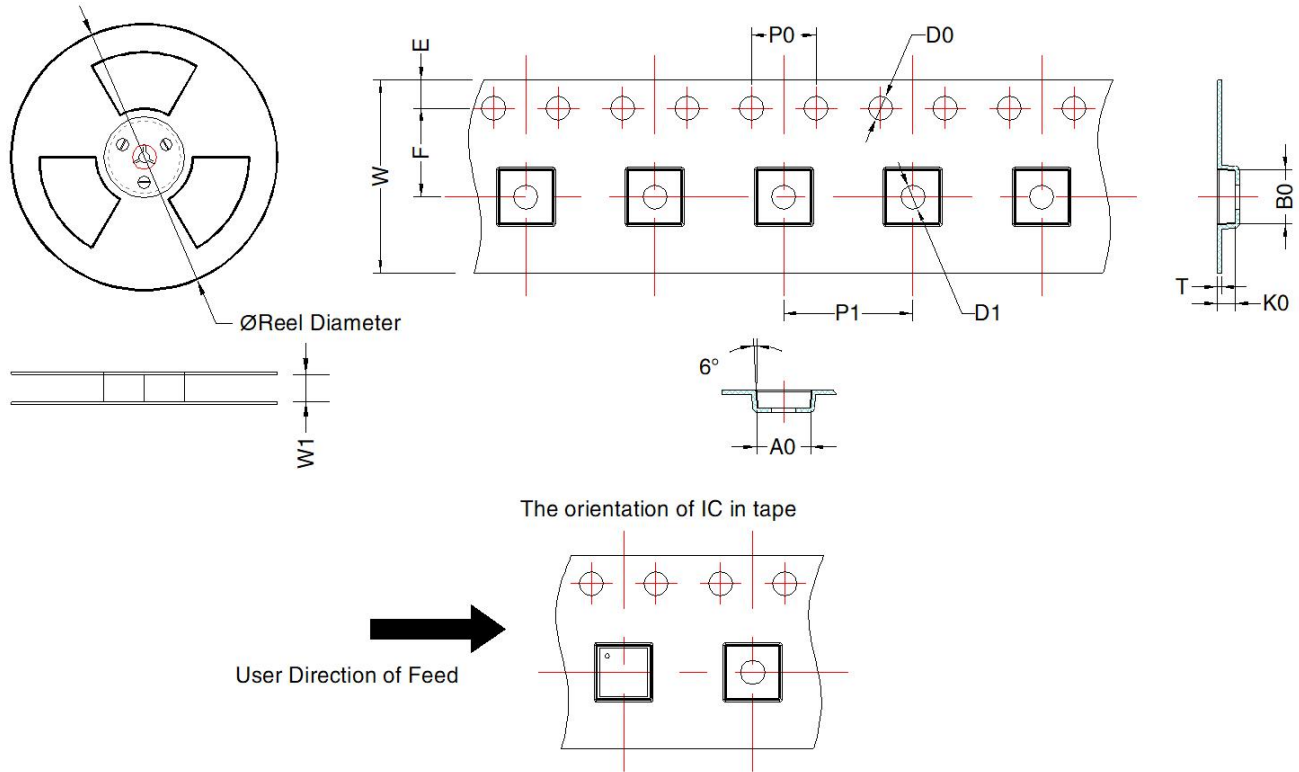 E
P0
D0
W
F
B0
T
K0
P1
D1
ØReel Diameter
6°
W1
A0
The orientation of IC in tape
User Direction of Feed